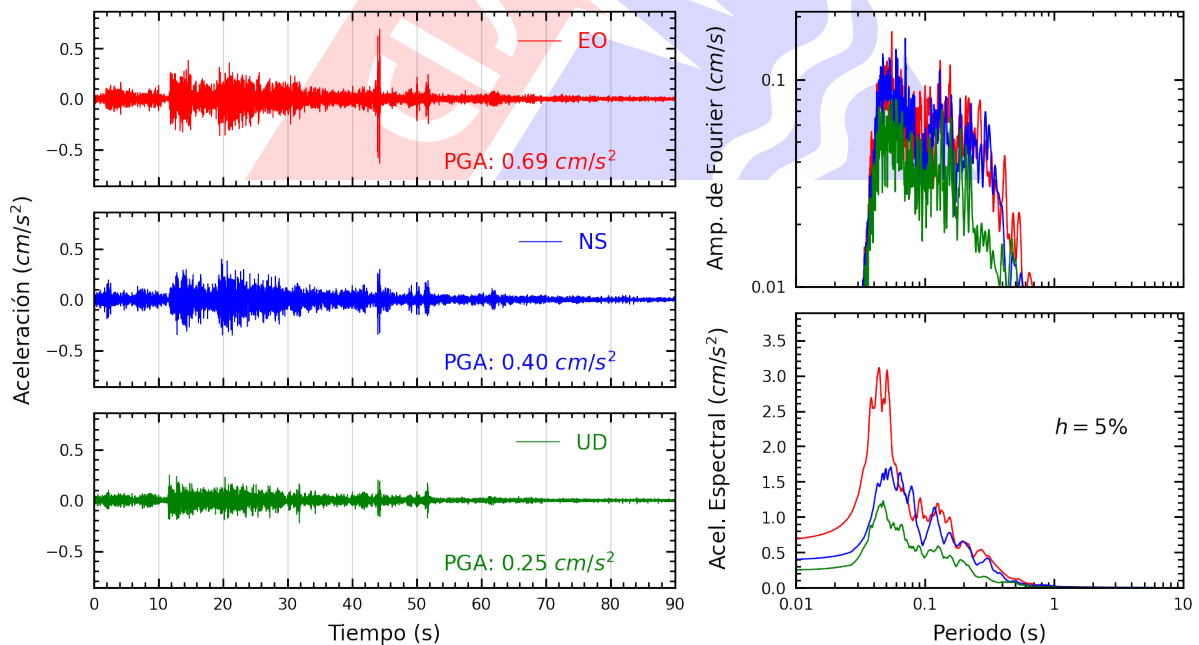 Aceleración (cm/s²)
0.5
0.0
−0.5
EO
PGA: 0.69 cm/s²
0.5
0.0
−0.5
NS
PGA: 0.40 cm/s²
0.5
0.0
−0.5
UD
PGA: 0.25 cm/s²
0 10 20 30 40 50 60 70 80 90
Tiempo (s)
Amp. de Fourier (cm/s)
0.1
0.01
Acel. Espectral (cm/s²)
3.5
3.0
2.5
2.0
1.5
1.0
0.5
0.0
h = 5%
0.01 0.1 1 10
Periodo (s)